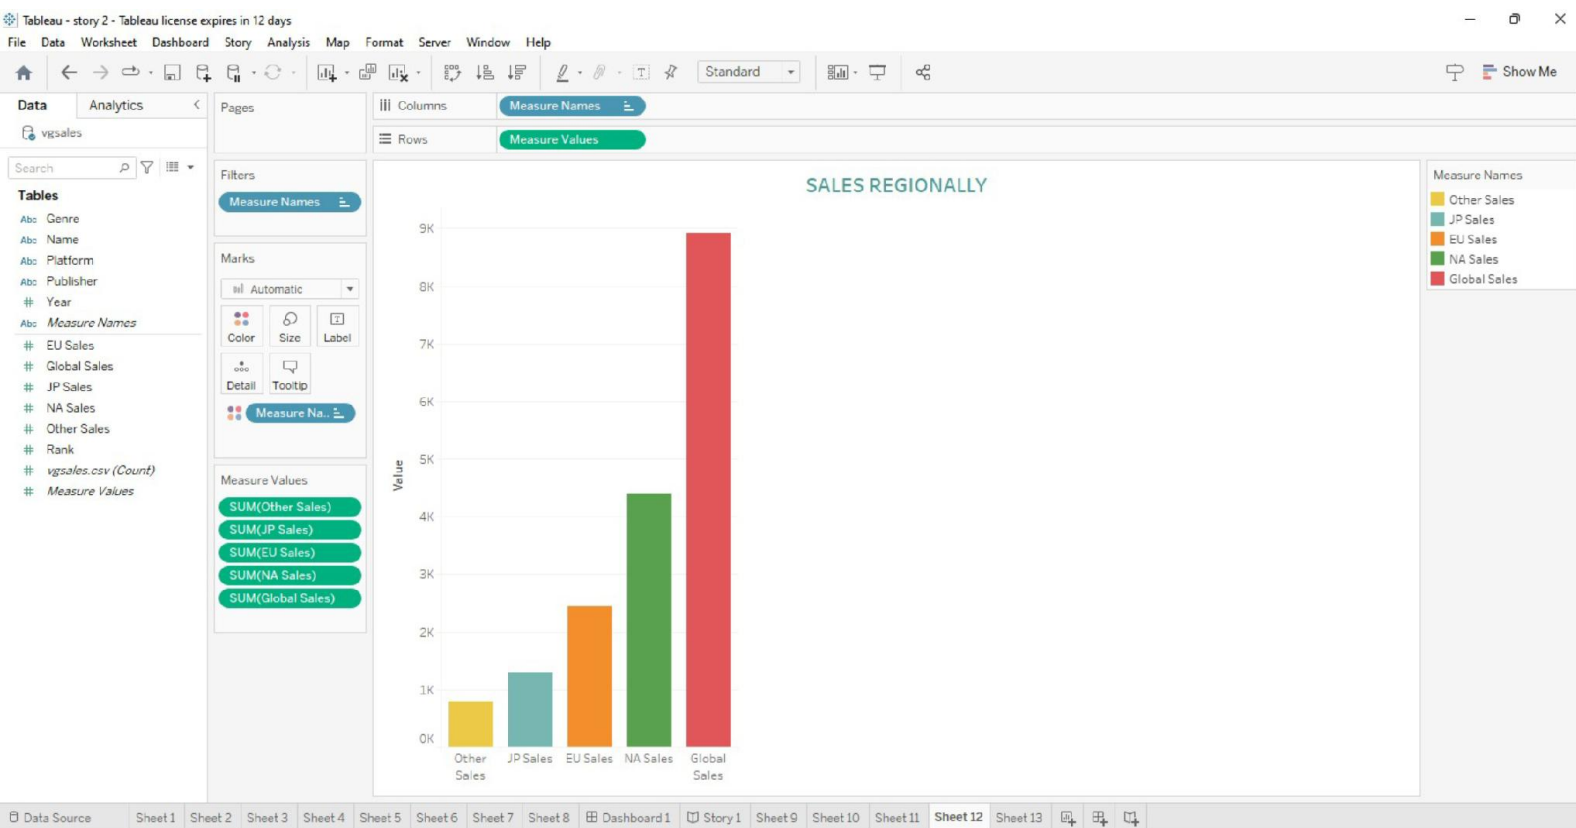 Tableau - story 2 - Tableau license expires in 12 days
File Data Worksheet Dashboard Story Analysis Map Format Server Window Help
Standard
Show Me
Data Analytics
vgsales
Search
Tables
Abc Genre
Abc Name
Abc Platform
Abc Publisher
# Year
Abc Measure Names
# EU Sales
# Global Sales
# JP Sales
# NA Sales
# Other Sales
# Rank
# vgsales.csv (Count)
# Measure Values
Pages
Filters
Measure Names
Marks
Automatic
Color Size Label
Detail Tooltip
Measure Na..
Measure Values
SUM(Other Sales)
SUM(JP Sales)
SUM(EU Sales)
SUM(NA Sales)
SUM(Global Sales)
Columns Measure Names
Rows Measure Values
SALES REGIONALLY
9K
8K
7K
6K
5K
4K
3K
2K
1K
0K
Value
Other Sales
JP Sales
EU Sales
NA Sales
Global Sales
Measure Names
Other Sales
JP Sales
EU Sales
NA Sales
Global Sales
Data Source Sheet 1 Sheet 2 Sheet 3 Sheet 4 Sheet 5 Sheet 6 Sheet 7 Sheet 8 Dashboard 1 Story 1 Sheet 9 Sheet 10 Sheet 11 Sheet 12 Sheet 13